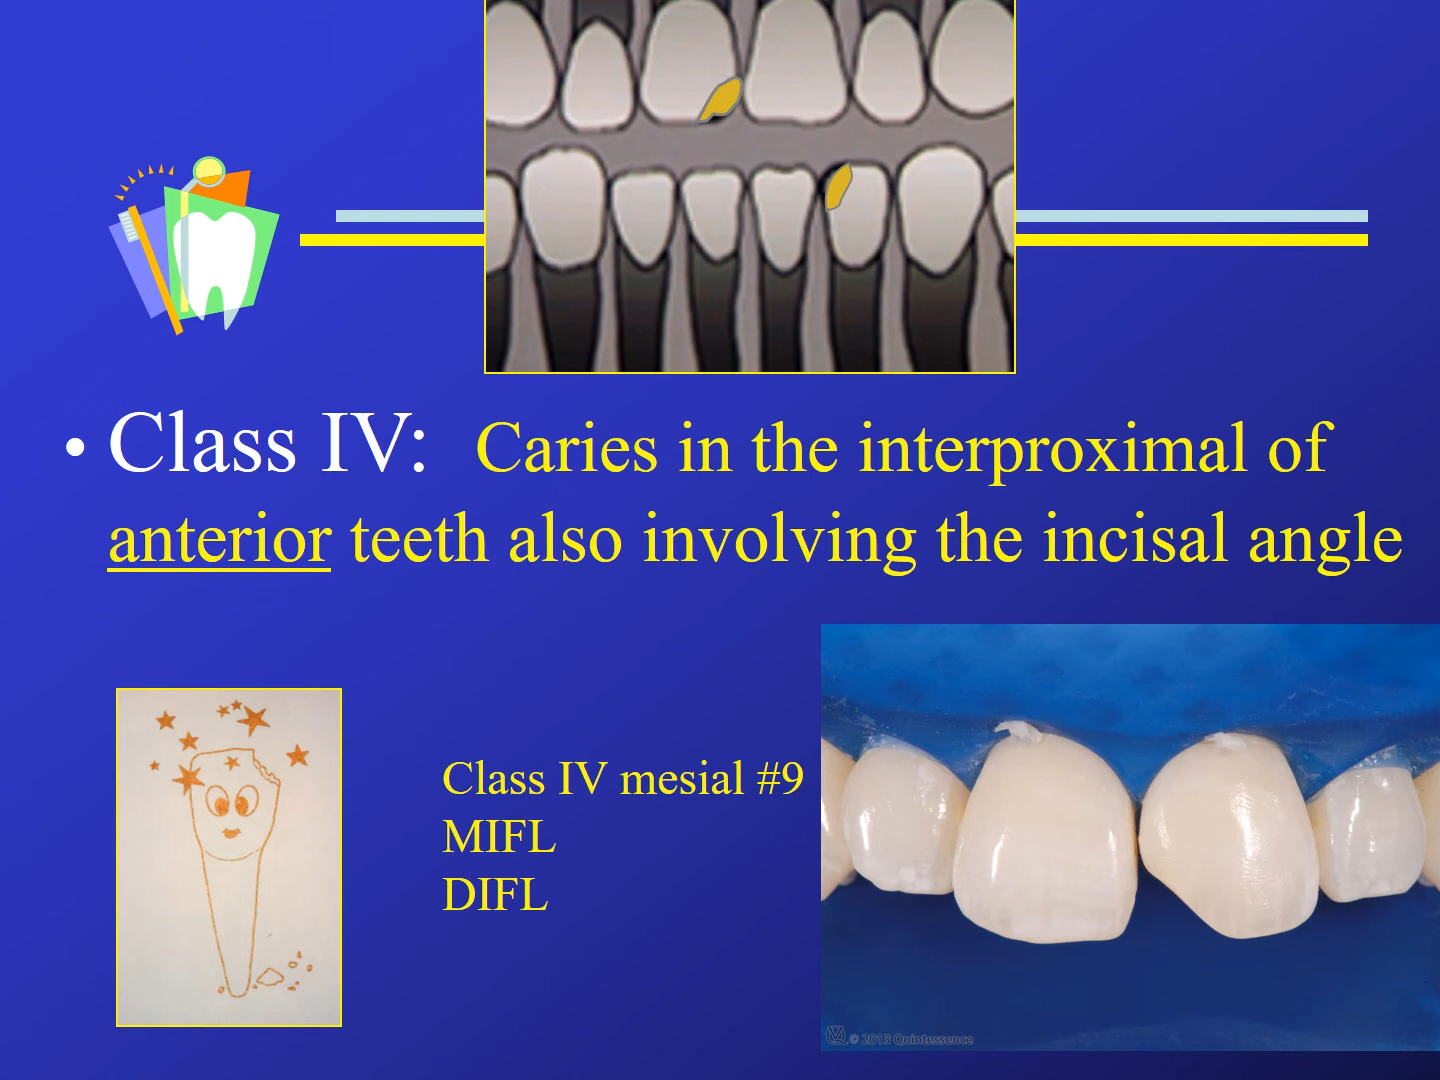 • Class IV: Caries in the interproximal of
anterior teeth also involving the incisal angle
Class IV mesial #9
MIFL
DIFL
© 2013 Quintessence